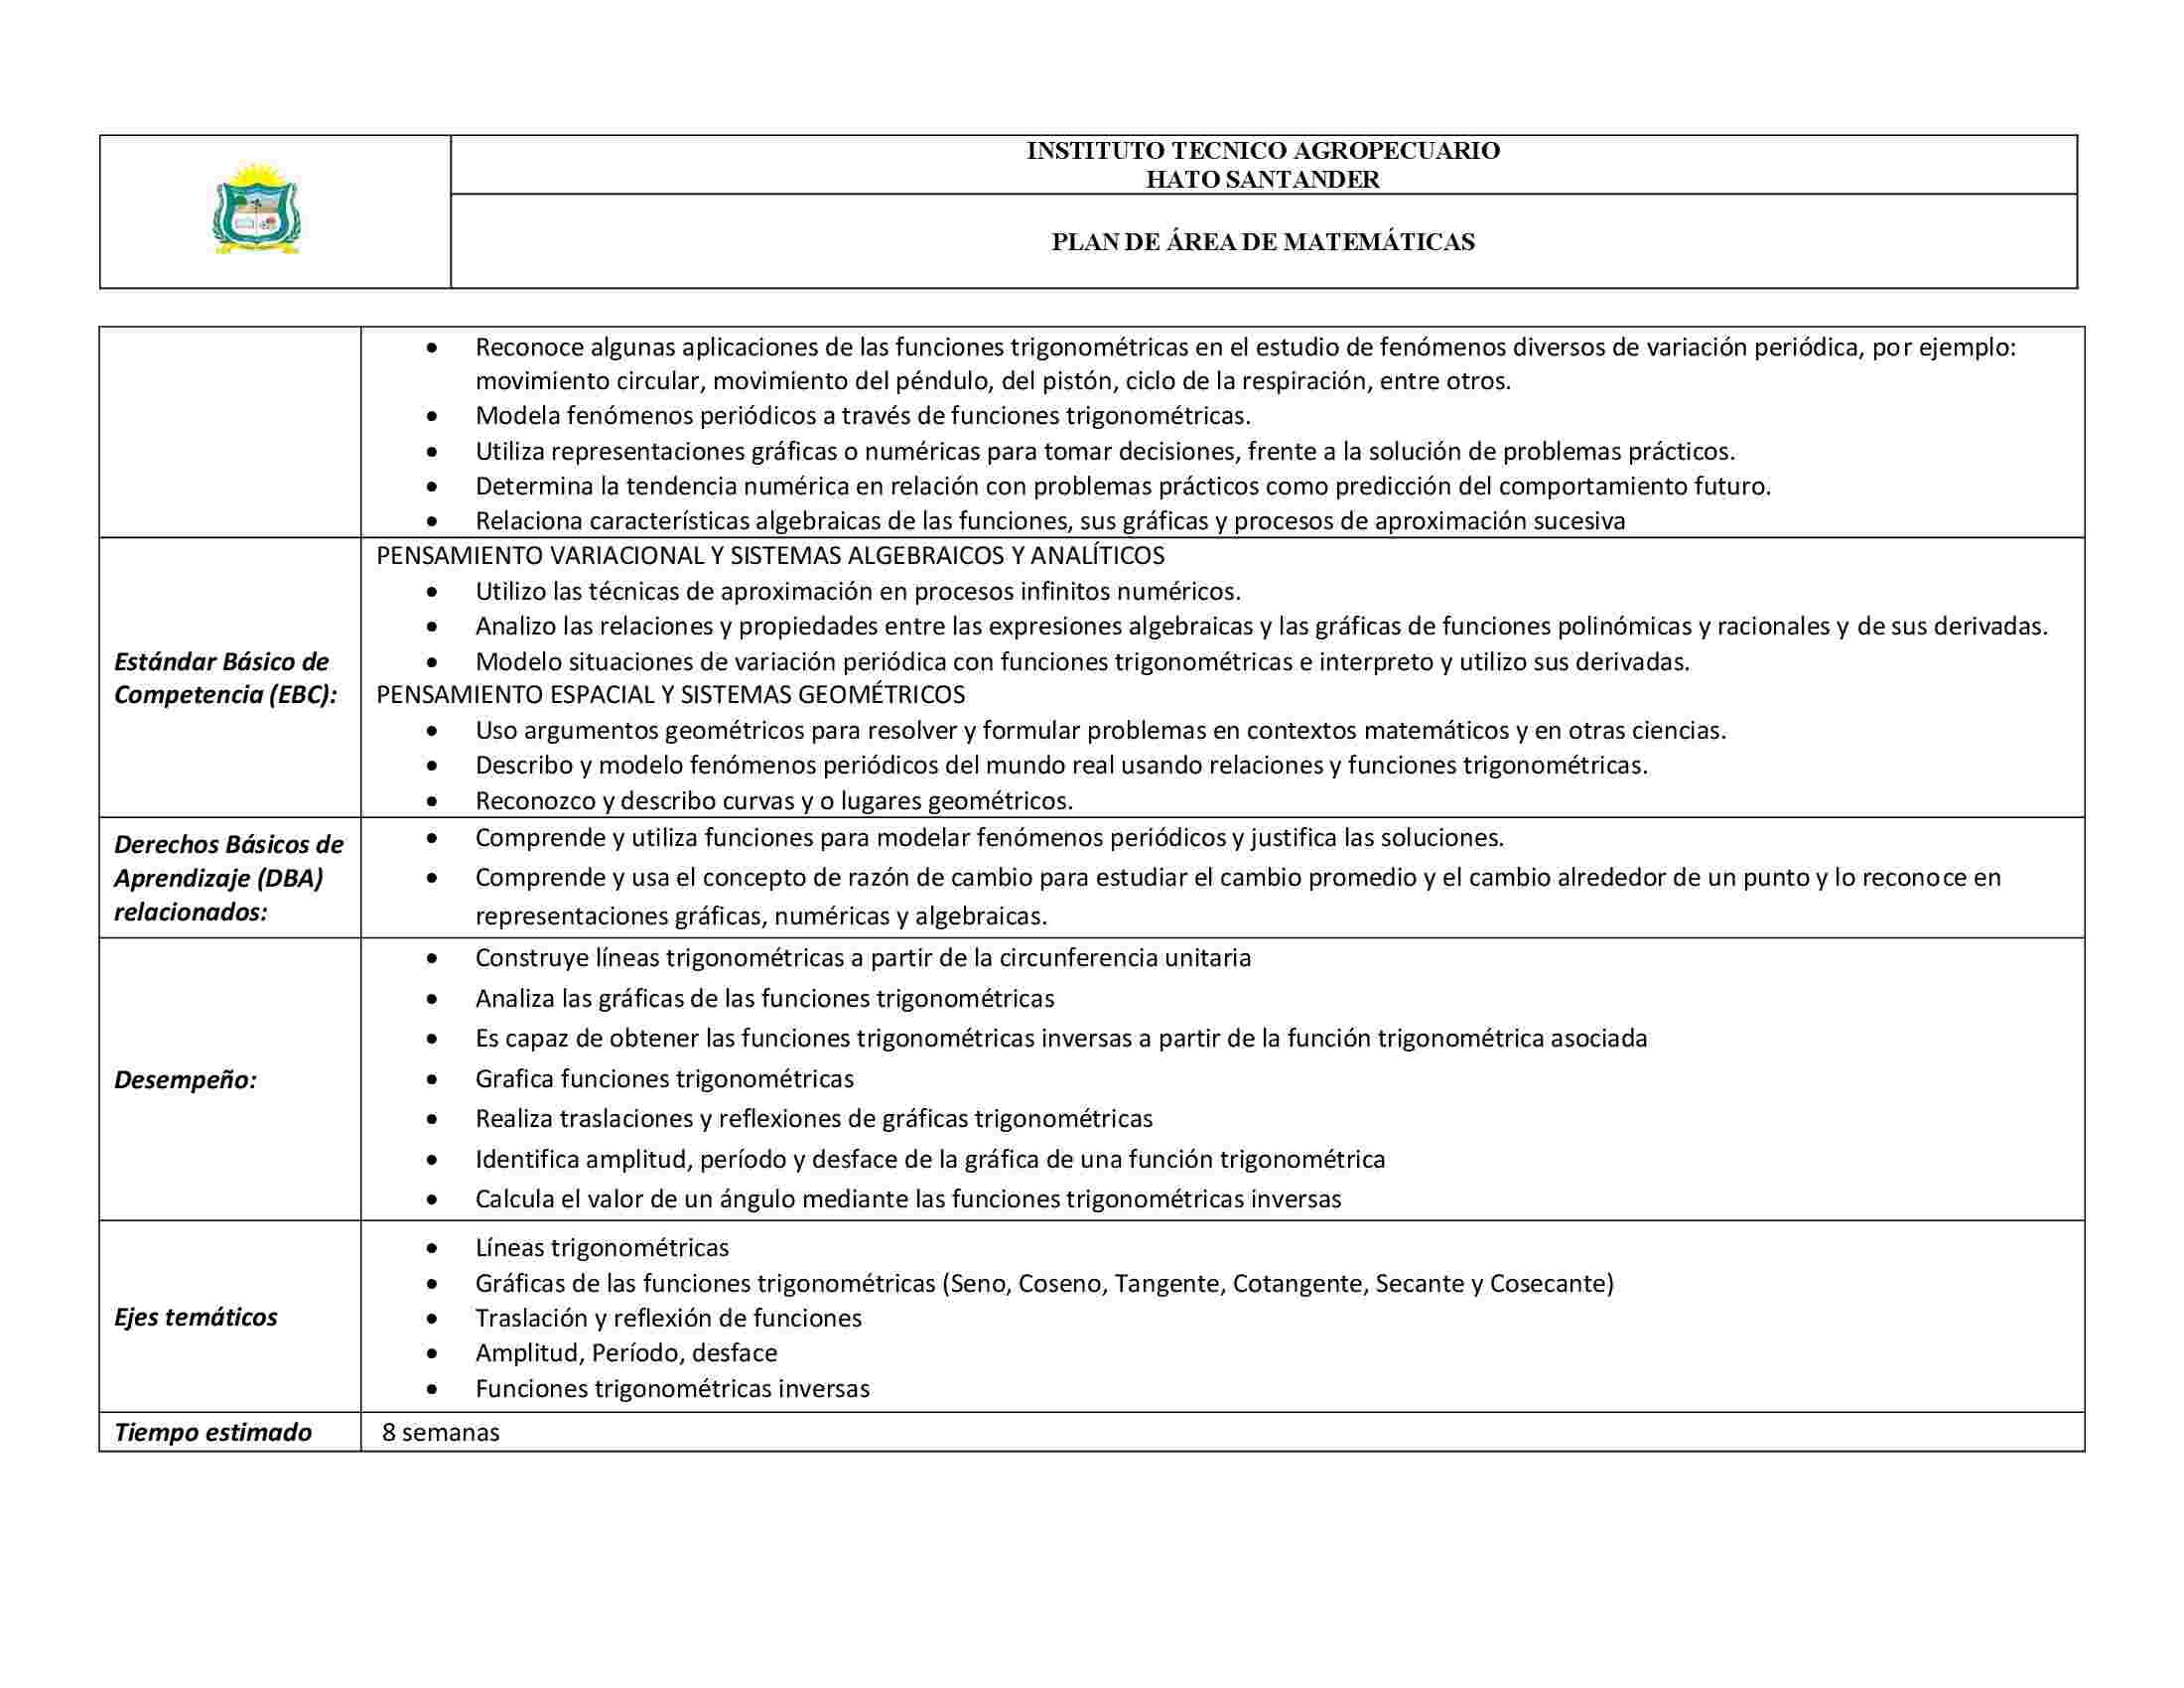 INSTITUTO TECNICO AGROPECUARIO
HATO SANTANDER
PLAN DE ÁREA DE MATEMÁTICAS
• Reconoce algunas aplicaciones de las funciones trigonométricas en el estudio de fenómenos diversos de variación periódica, por ejemplo:
movimiento circular, movimiento del péndulo, del pistón, ciclo de la respiración, entre otros.
• Modela fenómenos periódicos a través de funciones trigonométricas.
• Utiliza representaciones gráficas o numéricas para tomar decisiones, frente a la solución de problemas prácticos.
• Determina la tendencia numérica en relación con problemas prácticos como predicción del comportamiento futuro.
• Relaciona características algebraicas de las funciones, sus gráficas y procesos de aproximación sucesiva
Estándar Básico de
Competencia (EBC):
PENSAMIENTO VARIACIONAL Y SISTEMAS ALGEBRAICOS Y ANALÍTICOS
• Utilizo las técnicas de aproximación en procesos infinitos numéricos.
• Analizo las relaciones y propiedades entre las expresiones algebraicas y las gráficas de funciones polinómicas y racionales y de sus derivadas.
• Modelo situaciones de variación periódica con funciones trigonométricas e interpreto y utilizo sus derivadas.
PENSAMIENTO ESPACIAL Y SISTEMAS GEOMÉTRICOS
• Uso argumentos geométricos para resolver y formular problemas en contextos matemáticos y en otras ciencias.
• Describo y modelo fenómenos periódicos del mundo real usando relaciones y funciones trigonométricas.
• Reconozco y describo curvas y o lugares geométricos.
Derechos Básicos de
Aprendizaje (DBA)
relacionados:
• Comprende y utiliza funciones para modelar fenómenos periódicos y justifica las soluciones.
• Comprende y usa el concepto de razón de cambio para estudiar el cambio promedio y el cambio alrededor de un punto y lo reconoce en
representaciones gráficas, numéricas y algebraicas.
Desempeño:
• Construye líneas trigonométricas a partir de la circunferencia unitaria
• Analiza las gráficas de las funciones trigonométricas
• Es capaz de obtener las funciones trigonométricas inversas a partir de la función trigonométrica asociada
• Grafica funciones trigonométricas
• Realiza traslaciones y reflexiones de gráficas trigonométricas
• Identifica amplitud, período y desface de la gráfica de una función trigonométrica
• Calcula el valor de un ángulo mediante las funciones trigonométricas inversas
Ejes temáticos
• Líneas trigonométricas
• Gráficas de las funciones trigonométricas (Seno, Coseno, Tangente, Cotangente, Secante y Cosecante)
• Traslación y reflexión de funciones
• Amplitud, Período, desface
• Funciones trigonométricas inversas
Tiempo estimado
8 semanas